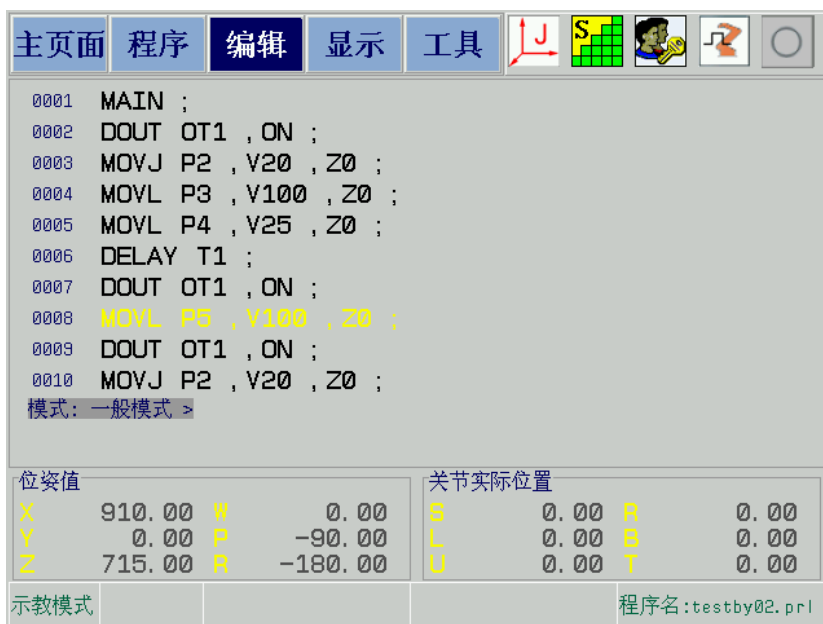 主页面 程序 编辑 显示 工具 J S
0001 MAIN ;
0002 DOUT OT1 , ON ;
0003 MOVJ P2 , V20 , Z0 ;
0004 MOVL P3 , V100 , Z0 ;
0005 MOVL P4 , V25 , Z0 ;
0006 DELAY T1 ;
0007 DOUT OT1 , ON ;
0008 MOVL P5 , V100 , Z0 ;
0009 DOUT OT1 , ON ;
0010 MOVJ P2 , V20 , Z0 ;
模式: 一般模式 >
位姿值 关节实际位置
X 910.00 W 0.00 S 0.00 R 0.00
Y 0.00 P -90.00 L 0.00 B 0.00
Z 715.00 R -180.00 U 0.00 T 0.00
示教模式 程序名:testby02.prl